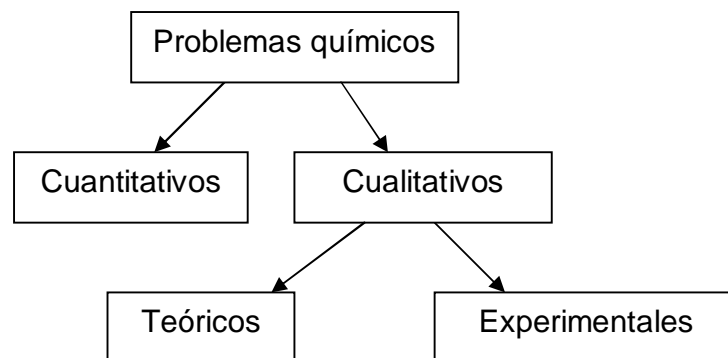 Problemas químicos
Cuantitativos
Cualitativos
Teóricos
Experimentales